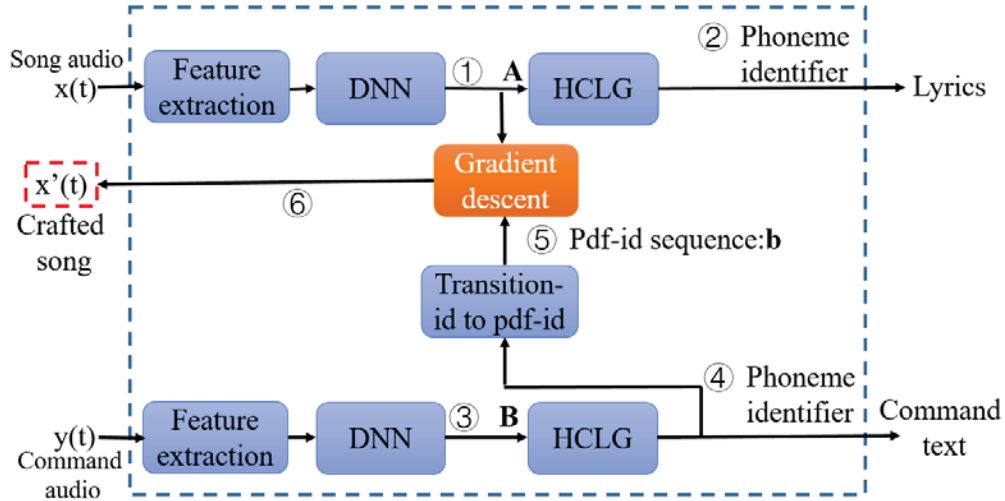 Song audio
x(t)
Feature
extraction
DNN
① A
HCLG
② Phoneme
identifier
Lyrics
Gradient
descent
x’(t)
Crafted
song
⑥
⑤ Pdf-id sequence:b
Transition-
id to pdf-id
④ Phoneme
identifier
y(t)
Command
audio
Feature
extraction
DNN
③ B
HCLG
Command
text